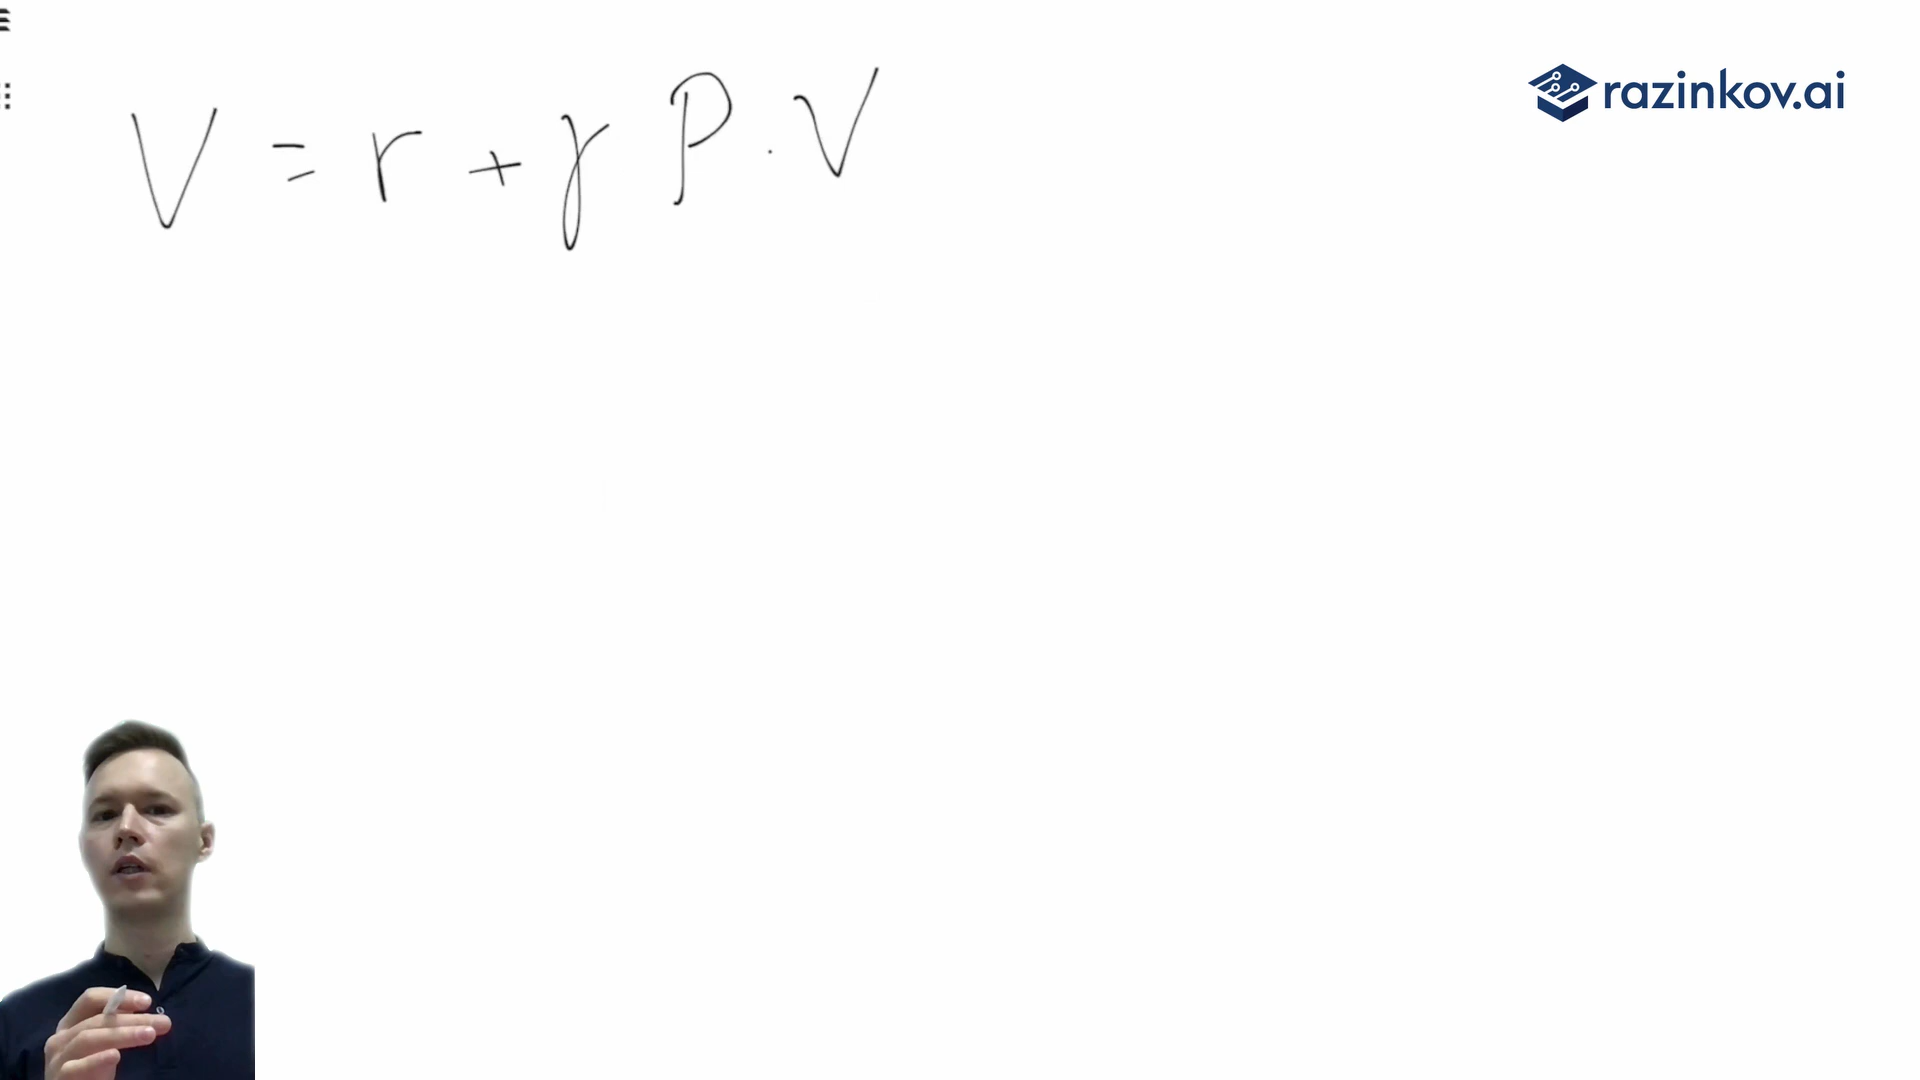 V = r + γ P · V
razinkov.ai